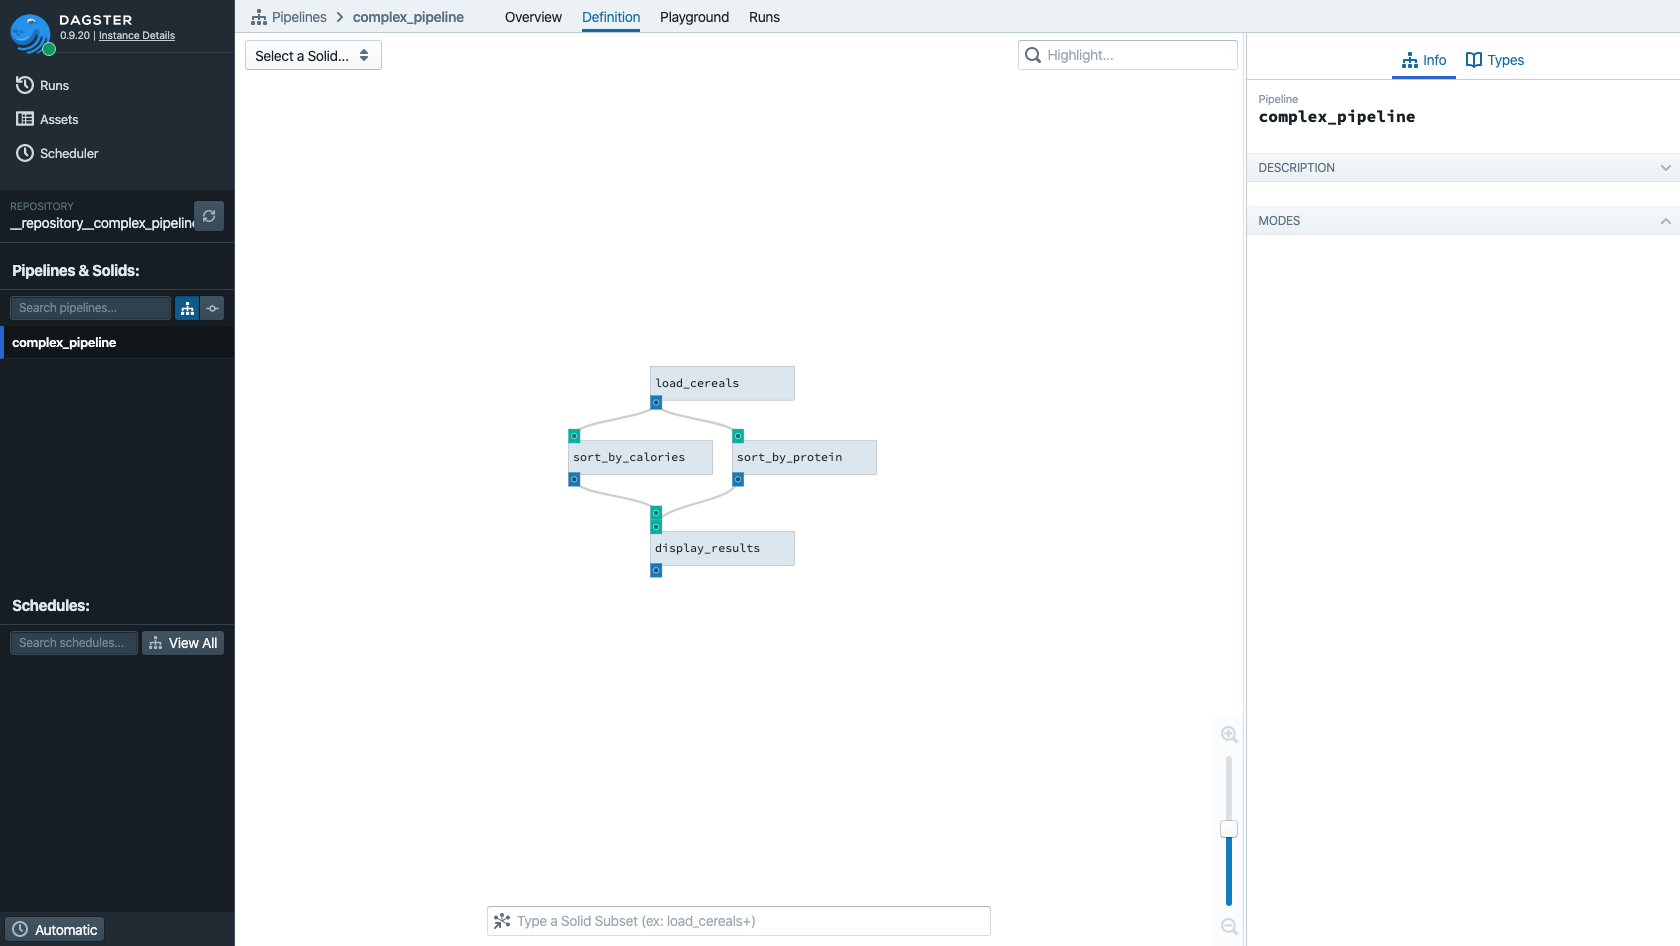 DAGSTER
0.9.20 | Instance Details
Runs
Assets
Scheduler
REPOSITORY
__repository__complex_pipeline
Pipelines & Solids:
Search pipelines...
complex_pipeline
Schedules:
Search schedules...
View All
Automatic
Pipelines > complex_pipeline
Overview
Definition
Playground
Runs
Select a Solid...
Highlight...
load_cereals
sort_by_calories
sort_by_protein
display_results
Type a Solid Subset (ex: load_cereals+)
Info
Types
Pipeline
complex_pipeline
DESCRIPTION
MODES